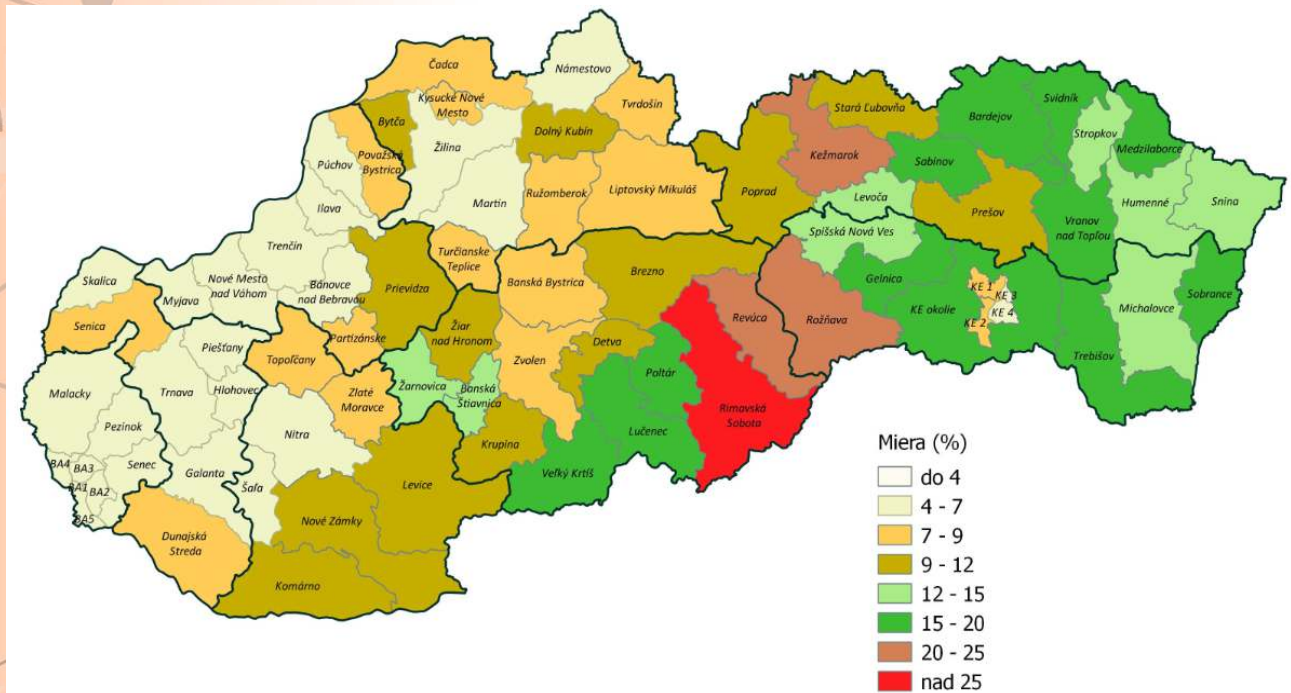 Čadca
Námestovo
Kysucké Nové
Mesto
Tvrdošín
Bytča
Dolný Kubín
Stará Ľubovňa
Svidník
Bardejov
Stropkov
Medzilaborce
Žilina
Púchov
Považská
Bystrica
Kežmarok
Sabinov
Ružomberok
Liptovský Mikuláš
Poprad
Levoča
Humenné
Snina
Ilava
Martin
Prešov
Vranov
nad Topľou
Trenčín
Turčianske
Teplice
Spišská Nová Ves
Skalica
Nové Mesto
nad Váhom
Myjava
Bánovce
nad Bebravou
Prievidza
Banská Bystrica
Brezno
Gelnica
KE 1
KE 3
KE 4
KE 2
KE okolie
Michalovce
Sobrance
Senica
Partizánske
Žiar
nad Hronom
Revúca
Rožňava
Piešťany
Topoľčany
Zvolen
Detva
Trebišov
Malacky
Trnava
Hlohovec
Zlaté
Moravce
Žarnovica
Banská
Štiavnica
Poltár
Rimavská
Sobota
Pezinok
Nitra
Krupina
Lučenec
Senec
BA4
BA3
BA1
BA2
BA5
Galanta
Šaľa
Levice
Veľký Krtíš
Nové Zámky
Dunajská
Streda
Komárno
Miera (%)
do 4
4 - 7
7 - 9
9 - 12
12 - 15
15 - 20
20 - 25
nad 25